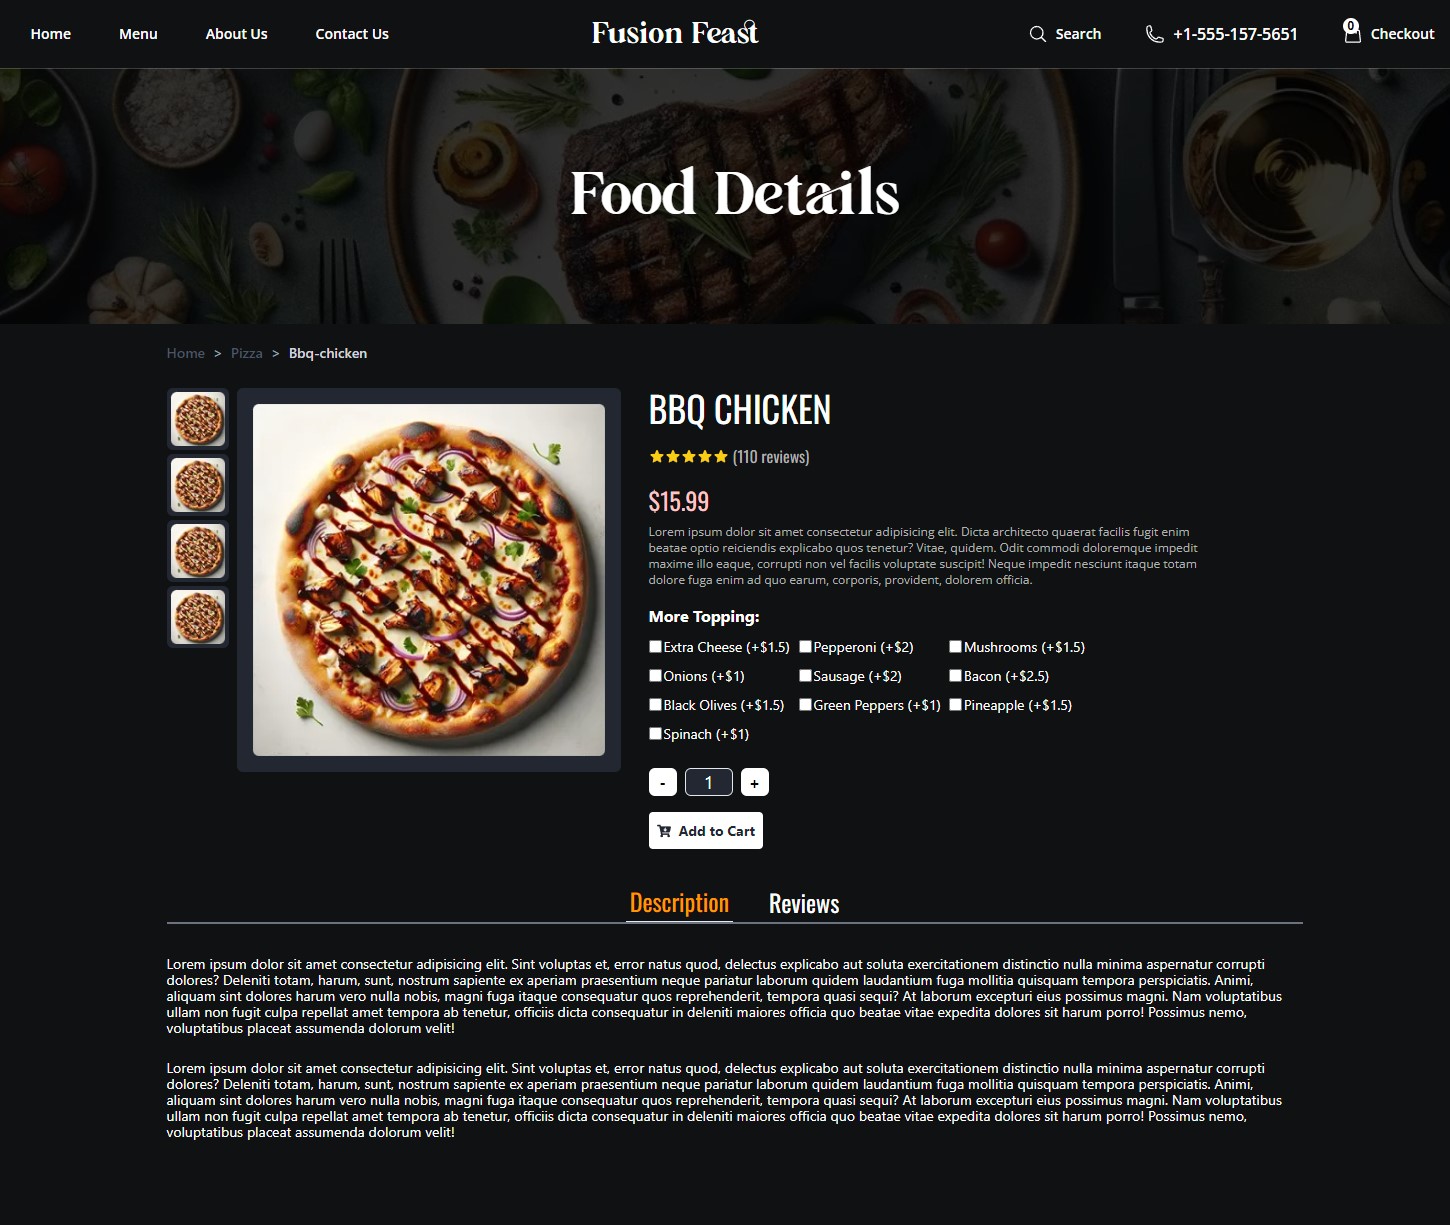 Home Menu About Us Contact Us Fusion Feast Search +1-555-157-5651 0 Checkout
Food Details
Home > Pizza > Bbq-chicken
BBQ CHICKEN
(110 reviews)
$15.99
Lorem ipsum dolor sit amet consectetur adipisicing elit. Dicta architecto quaerat facilis fugit enim
beatae optio reiciendis explicabo quos tenetur? Vitae, quidem. Odit commodi doloremque impedit
maxime illo eaque, corrupti non vel facilis voluptate suscipit! Neque impedit nesciunt itaque totam
dolore fuga enim ad quo earum, corporis, provident, dolorem officia.
More Topping:
Extra Cheese (+$1.5) Pepperoni (+$2) Mushrooms (+$1.5)
Onions (+$1) Sausage (+$2) Bacon (+$2.5)
Black Olives (+$1.5) Green Peppers (+$1) Pineapple (+$1.5)
Spinach (+$1)
- 1 +
Add to Cart
Description Reviews
Lorem ipsum dolor sit amet consectetur adipisicing elit. Sint voluptas et, error natus quod, delectus explicabo aut soluta exercitationem distinctio nulla minima aspernatur corrupti
dolores? Deleniti totam, harum, sunt, nostrum sapiente ex aperiam praesentium neque pariatur laborum quidem laudantium fuga mollitia quisquam tempora perspiciatis. Animi,
aliquam sint dolores harum vero nulla nobis, magni fuga itaque consequatur quos reprehenderit, tempora quasi sequi? At laborum excepturi eius possimus magni. Nam voluptatibus
ullam non fugit culpa repellat amet tempora ab tenetur, officiis dicta consequatur in deleniti maiores officia quo beatae vitae expedita dolores sit harum porro! Possimus nemo,
voluptatibus placeat assumenda dolorum velit!
Lorem ipsum dolor sit amet consectetur adipisicing elit. Sint voluptas et, error natus quod, delectus explicabo aut soluta exercitationem distinctio nulla minima aspernatur corrupti
dolores? Deleniti totam, harum, sunt, nostrum sapiente ex aperiam praesentium neque pariatur laborum quidem laudantium fuga mollitia quisquam tempora perspiciatis. Animi,
aliquam sint dolores harum vero nulla nobis, magni fuga itaque consequatur quos reprehenderit, tempora quasi sequi? At laborum excepturi eius possimus magni. Nam voluptatibus
ullam non fugit culpa repellat amet tempora ab tenetur, officiis dicta consequatur in deleniti maiores officia quo beatae vitae expedita dolores sit harum porro! Possimus nemo,
voluptatibus placeat assumenda dolorum velit!